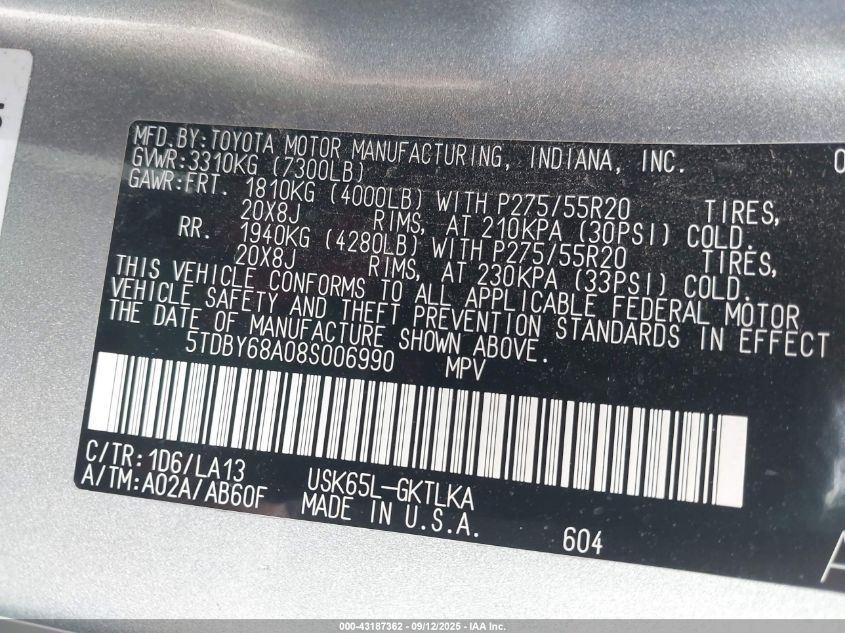 MFD. BY: TOYOTA MOTOR MANUFACTURING, INDIANA, INC. 0
GVWR: 3310KG (7300LB)
GAWR: FRT. 1810KG (4000LB) WITH P275/55R20 TIRES,
20X8J RIMS, AT 210KPA (30PSI) COLD.
RR. 1940KG (4280LB) WITH P275/55R20 TIRES,
20X8J RIMS, AT 230KPA (33PSI) COLD.
THIS VEHICLE CONFORMS TO ALL APPLICABLE FEDERAL MOTOR
VEHICLE SAFETY AND THEFT PREVENTION STANDARDS IN EFFECT
THE DATE OF MANUFACTURE SHOWN ABOVE.
5TDBY68A08S006990 MPV
C/TR: 1D6/LA13
A/TM: A02A/AB60F
USK65L-GKTLKA
MADE IN U.S.A.
604
000-43187362 - 09/12/2025 - IAA Inc.